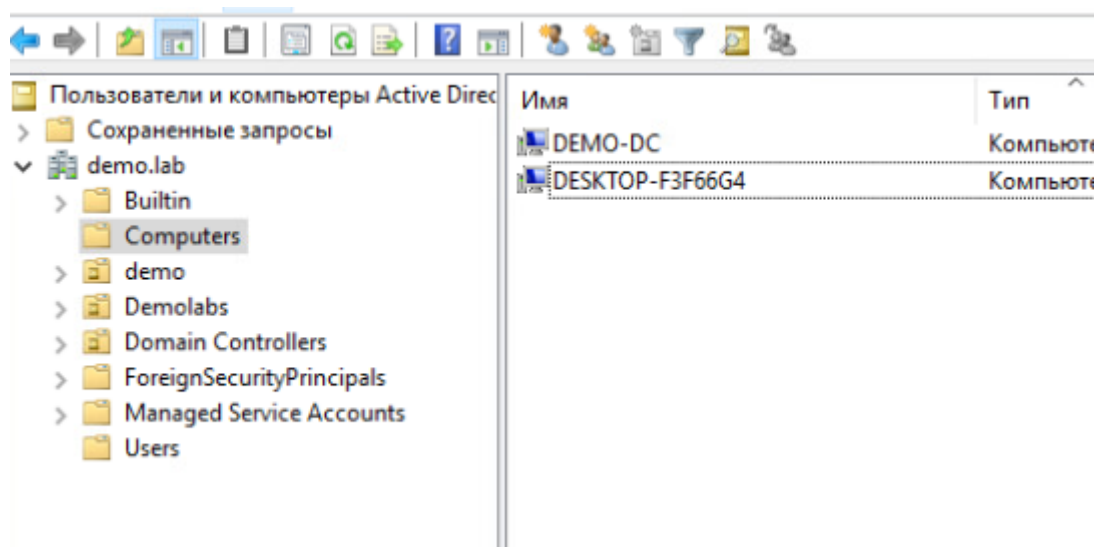 Пользователи и компьютеры Active Direc
Сохраненные запросы
demo.lab
Builtin
Computers
demo
Demolabs
Domain Controllers
ForeignSecurityPrincipals
Managed Service Accounts
Users
Имя Тип
DEMO-DC Компьюте
DESKTOP-F3F66G4 Компьюте